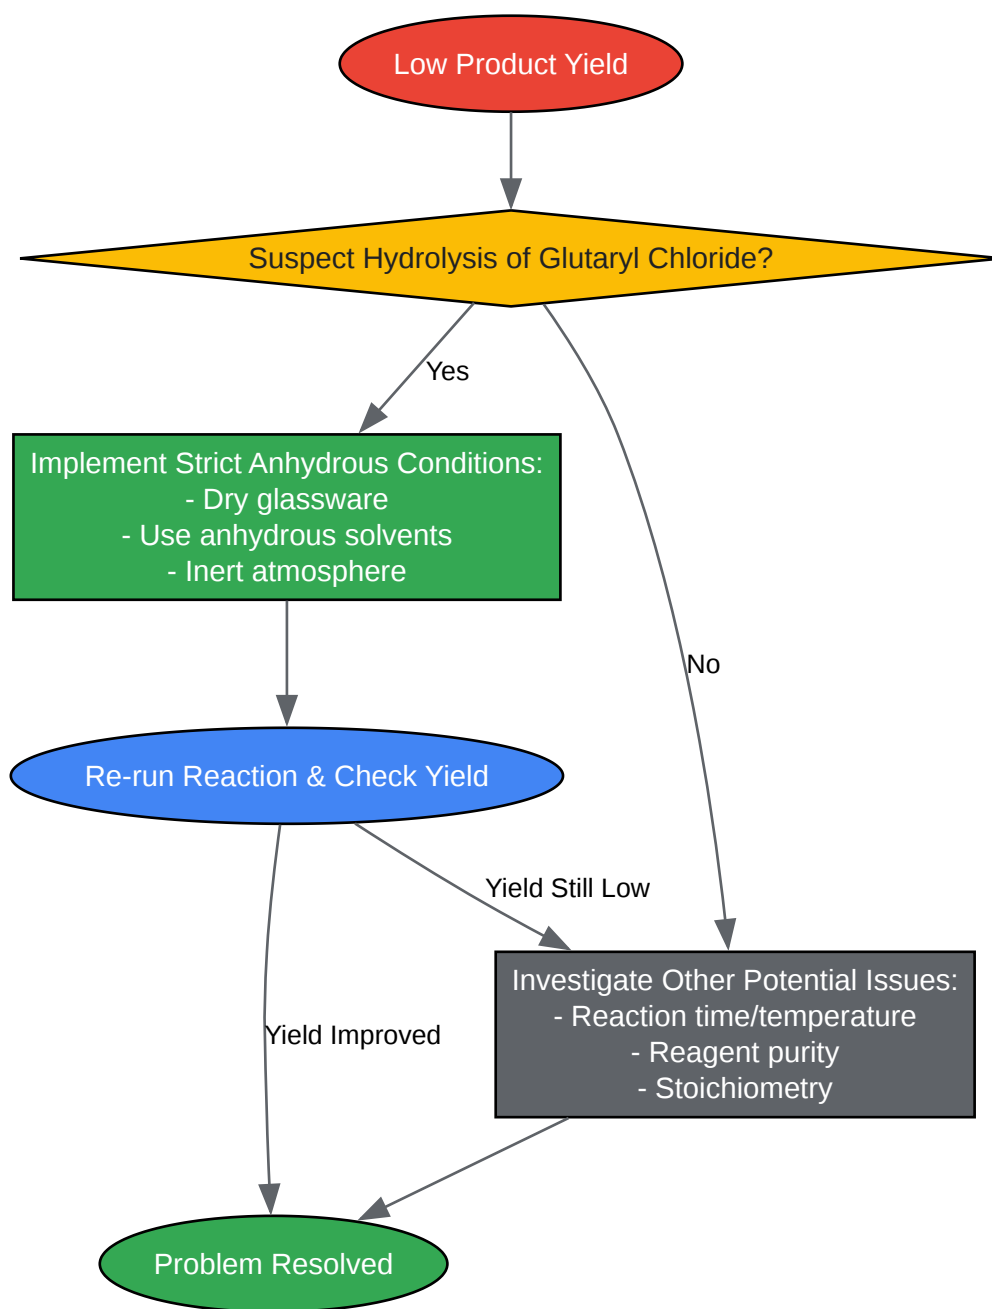 Low Product Yield
Suspect Hydrolysis of Glutaryl Chloride?
Yes
Implement Strict Anhydrous Conditions:
- Dry glassware
- Use anhydrous solvents
- Inert atmosphere
No
Re-run Reaction & Check Yield
Yield Still Low
Investigate Other Potential Issues:
- Reaction time/temperature
- Reagent purity
- Stoichiometry
Yield Improved
Problem Resolved